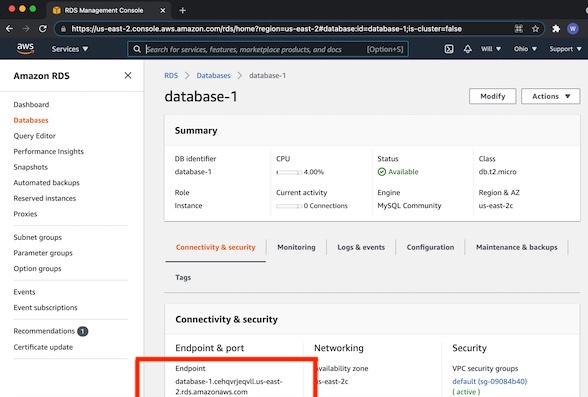 RDS Management Console
https://us-east-2.console.aws.amazon.com/rds/home?region=us-east-2#database:id=database-1;is-cluster=false
aws
Services
Search for services, features, marketplace products, and docs
[Option+S]
Will
Ohio
Support
W
Amazon RDS
Dashboard
Databases
Query Editor
Performance Insights
Snapshots
Automated backups
Reserved instances
Proxies
Subnet groups
Parameter groups
Option groups
Events
Event subscriptions
Recommendations 1
Certificate update
RDS > Databases > database-1
database-1
Modify
Actions
Summary
DB identifier
database-1
CPU
4.00%
Status
Available
Class
db.t2.micro
Role
Instance
Current activity
0 Connections
Engine
MySQL Community
Region & AZ
us-east-2c
Connectivity & security
Monitoring
Logs & events
Configuration
Maintenance & backups
Tags
Connectivity & security
Endpoint & port
Endpoint
database-1.cehqvrjeqvll.us-east-
2.rds.amazonaws.com
Networking
Availability zone
us-east-2c
Security
VPC security groups
default (sg-09084b40)
( active )